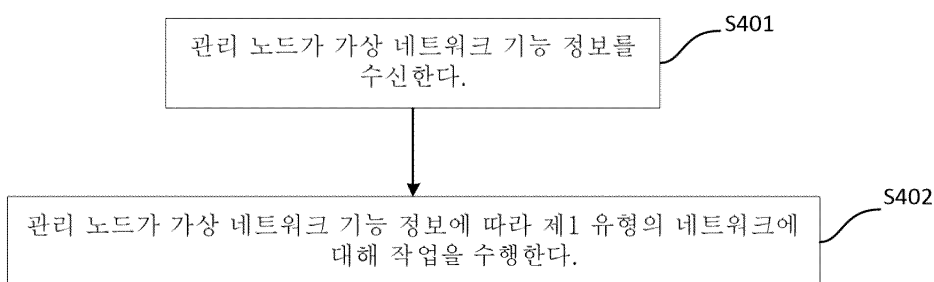 관리 노드가 가상 네트워크 기능 정보를
수신한다.
S401
관리 노드가 가상 네트워크 기능 정보에 따라 제1 유형의 네트워크에
대해 작업을 수행한다.
S402